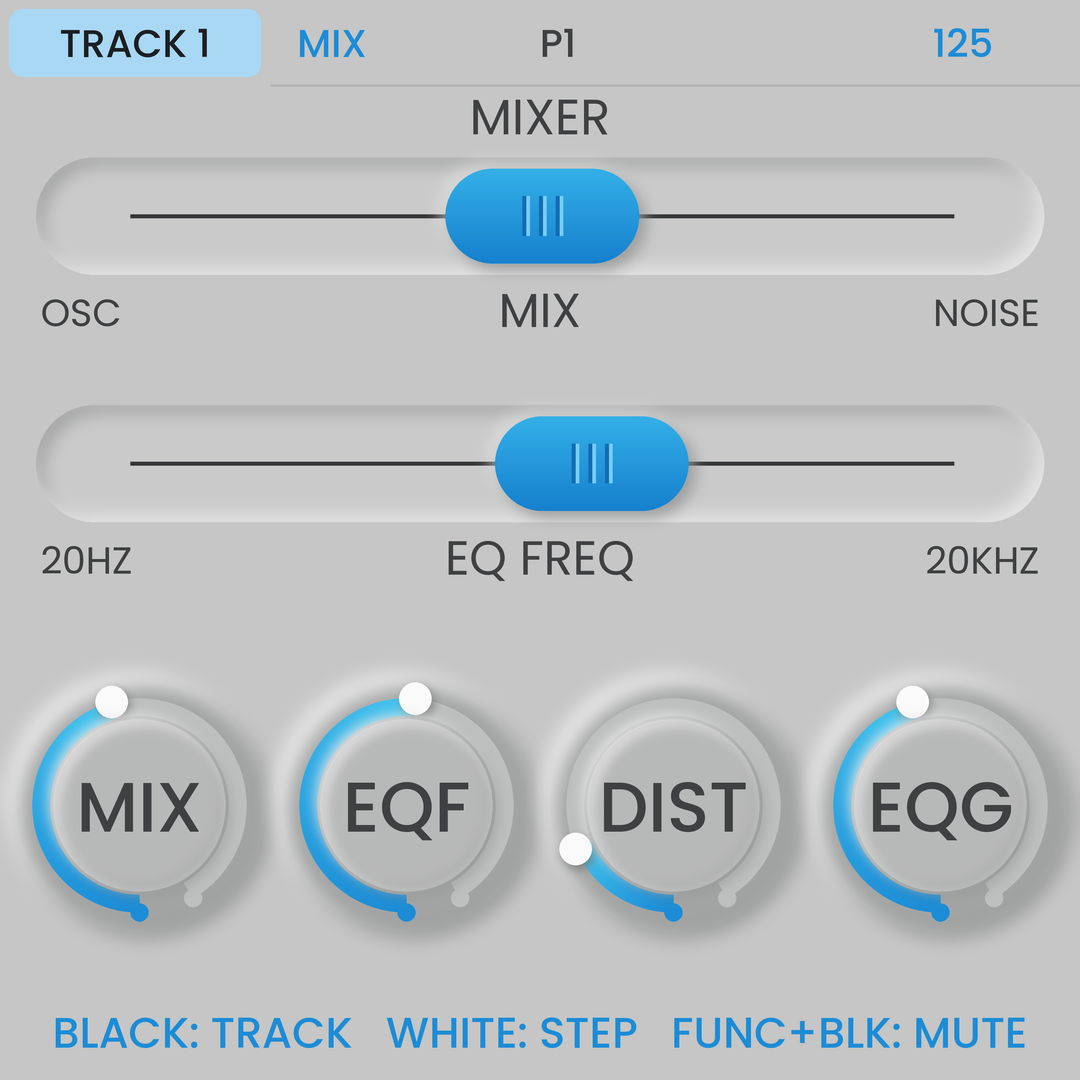 TRACK 1 MIX P1 125
MIXER
OSC MIX NOISE
20HZ EQ FREQ 20KHZ
MIX EQF DIST EQG
BLACK: TRACK WHITE: STEP FUNC+BLK: MUTE